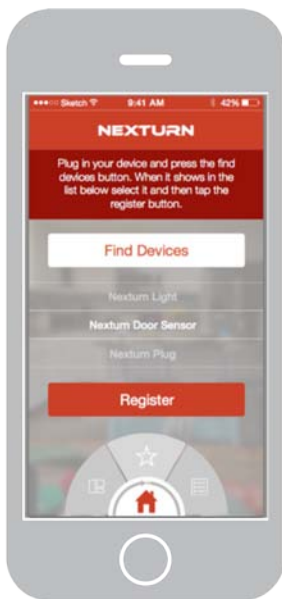 Sketch 9:41 AM 42%
NEXTURN
Plug in your device and press the find
devices button. When it shows in the
list below select it and then tap the
register button.
Find Devices
Nexturn Light
Nexturn Door Sensor
Nexturn Plug
Register